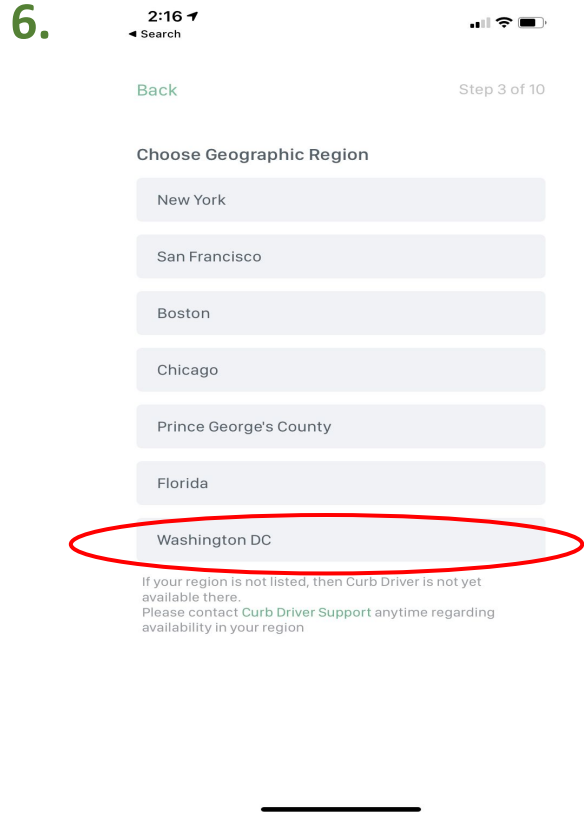 6.
2:16
Search
Back
Step 3 of 10
Choose Geographic Region
New York
San Francisco
Boston
Chicago
Prince George's County
Florida
Washington DC
If your region is not listed, then Curb Driver is not yet
available there.
Please contact Curb Driver Support anytime regarding
availability in your region